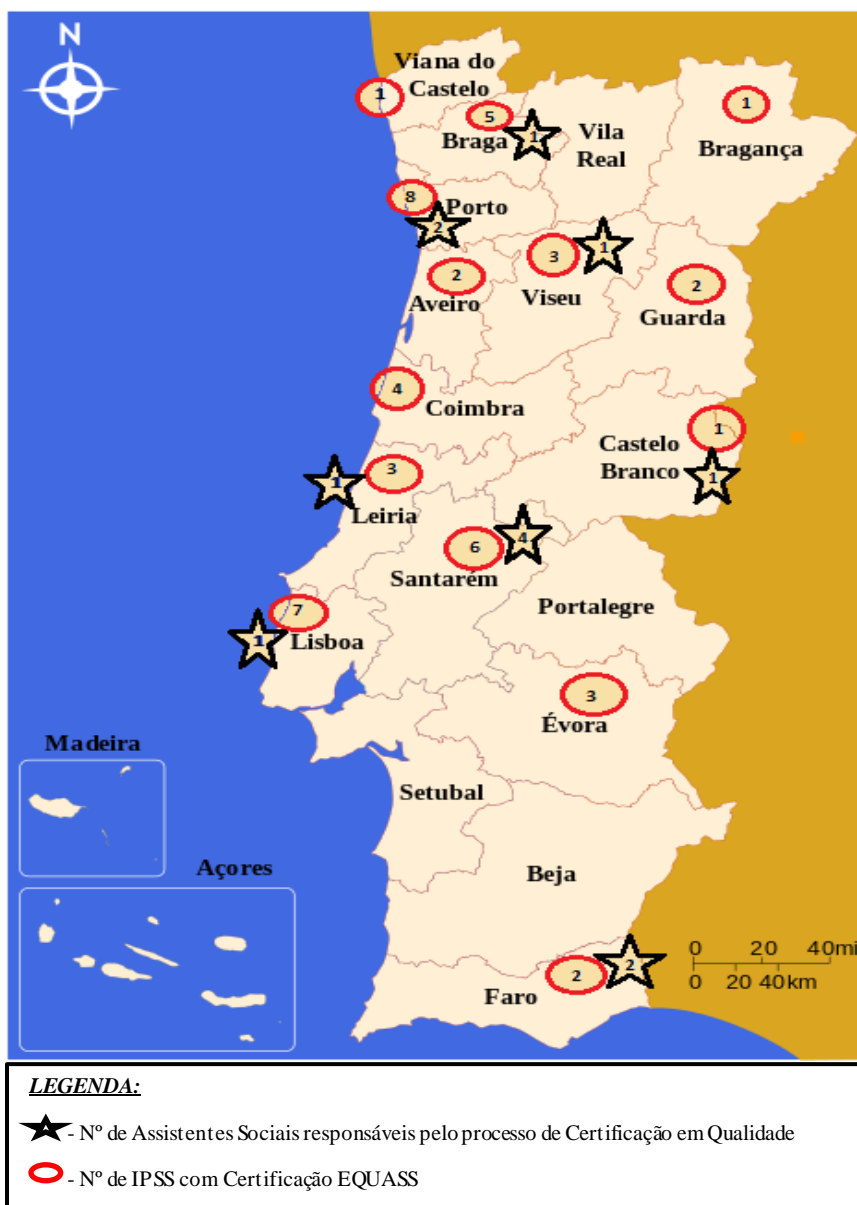 N
Viana do
Castelo
1
5
Braga
1
Vila
Real
1
Bragança
8
Porto
2
2
Aveiro
3
1
Viseu
2
Guarda
4
Coimbra
1
Castelo
Branco
1
3
1
Leiria
4
6
Santarém
Portalegre
7
1
Lisboa
3
Évora
Madeira
Setubal
Açores
Beja
0 20 40mi
0 20 40km
2
2
Faro
LEGENDA:
- Nº de Assistentes Sociais responsáveis pelo processo de Certificação em Qualidade
- Nº de IPSS com Certificação EQUASS